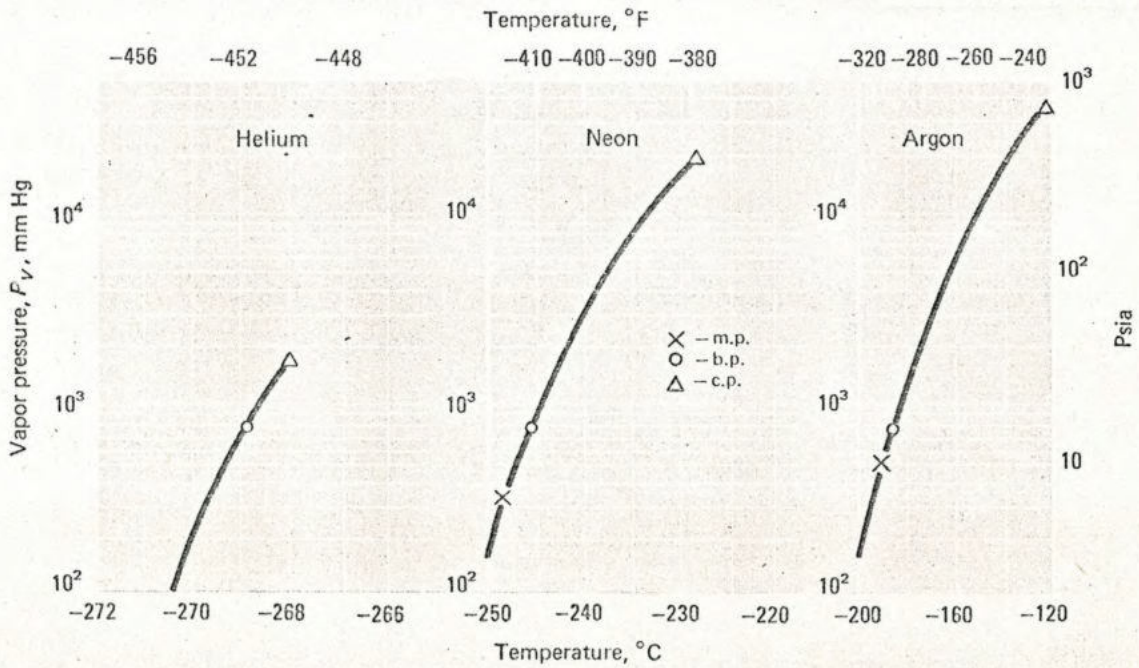 Temperature, °F
−456 −452 −448 −410 −400 −390 −380 −320 −280 −260 −240
10³
Helium Neon Argon
10⁴ 10⁴ 10⁴
10²
Vapor pressure, Pv, mm Hg
× −m.p.
○ −b.p.
△ −c.p.
Psia
10³ 10³ 10³
10
10² 10² 10²
−272 −270 −268 −266 −250 −240 −230 −220 −200 −160 −120
Temperature, °C